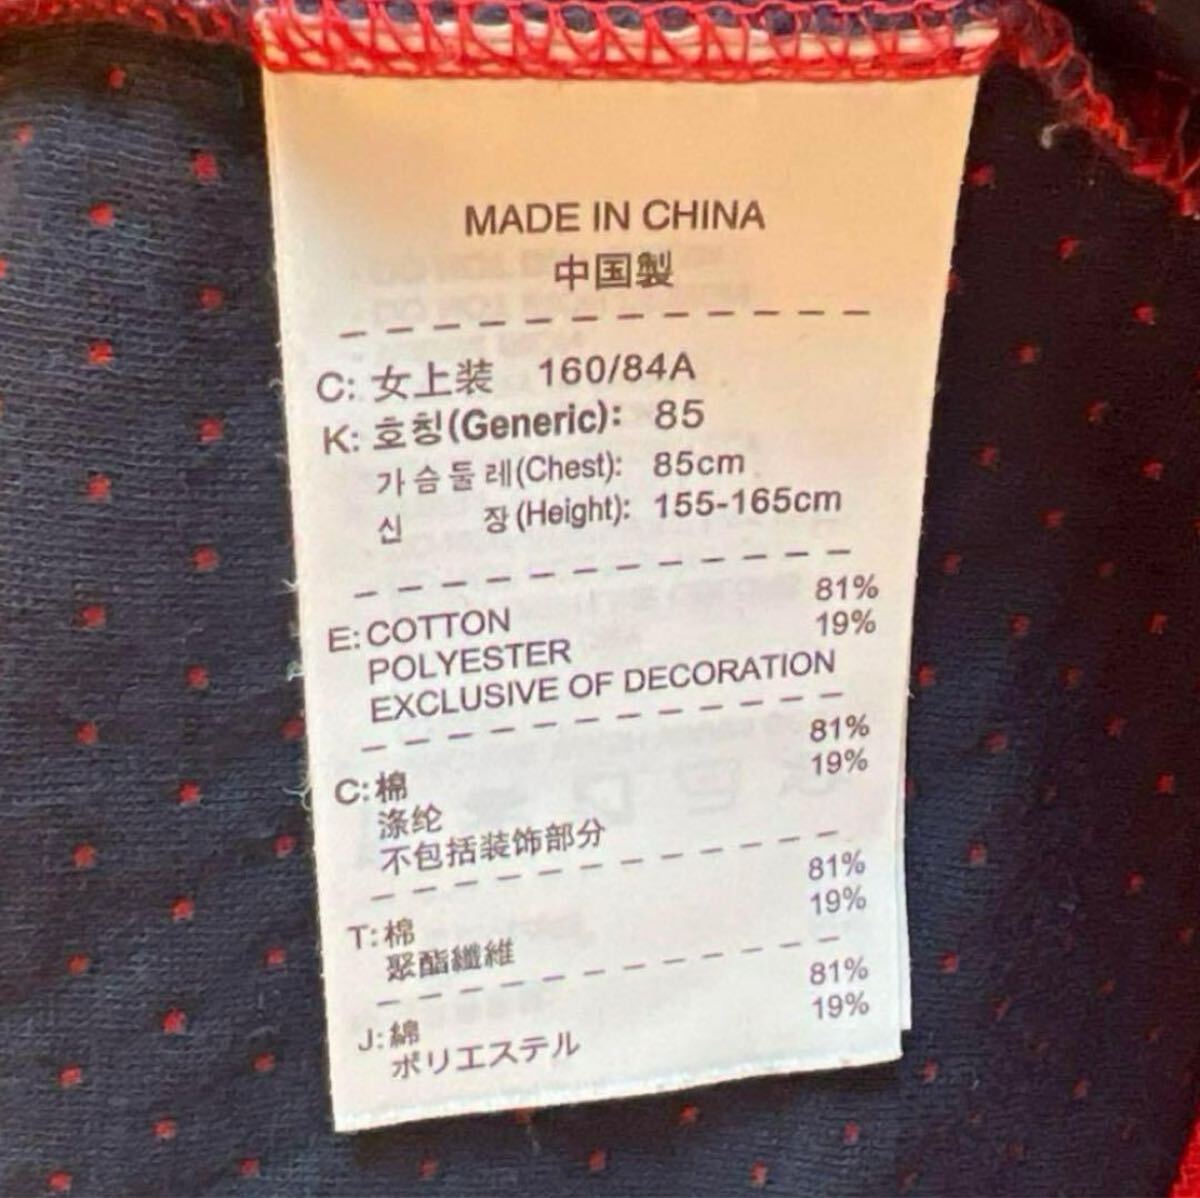 MADE IN CHINA
中国製
C: 女上装 160/84A
K: 호칭(Generic): 85
가슴둘레(Chest): 85cm
신 장(Height): 155-165cm
E: COTTON 81%
POLYESTER 19%
EXCLUSIVE OF DECORATION
C: 棉 81%
涤纶 19%
不包括装饰部分
T: 棉 81%
聚酯纖維 19%
J: 綿 81%
ポリエステル 19%